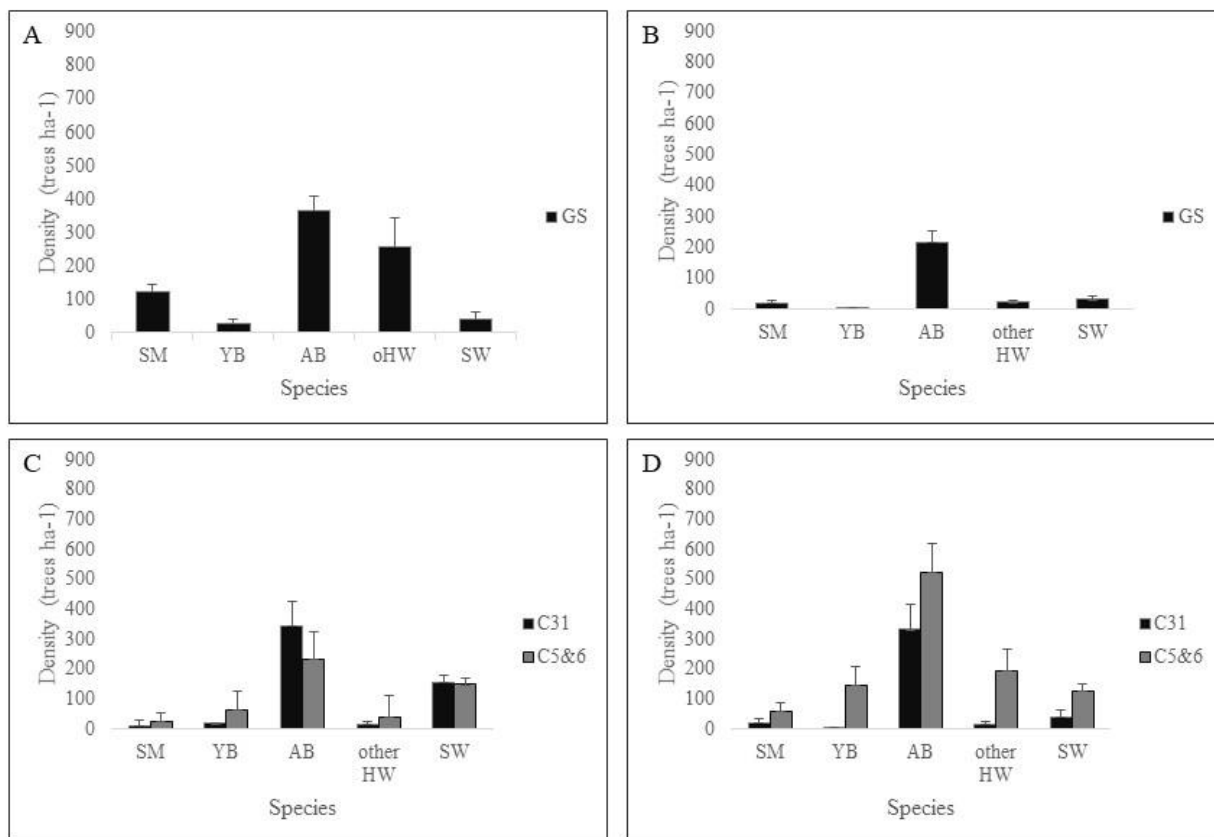 A
900
800
700
600
500
400
300
200
100
0
Density (trees ha-1)
SM YB AB oHW SW
Species
GS
B
900
800
700
600
500
400
300
200
100
0
Density (trees ha-1)
SM YB AB other SW
HW
Species
GS
C
900
800
700
600
500
400
300
200
100
0
Density (trees ha-1)
SM YB AB other SW
HW
Species
C31
C5&6
D
900
800
700
600
500
400
300
200
100
0
Density (trees ha-1)
SM YB AB other SW
HW
Species
C31
C5&6